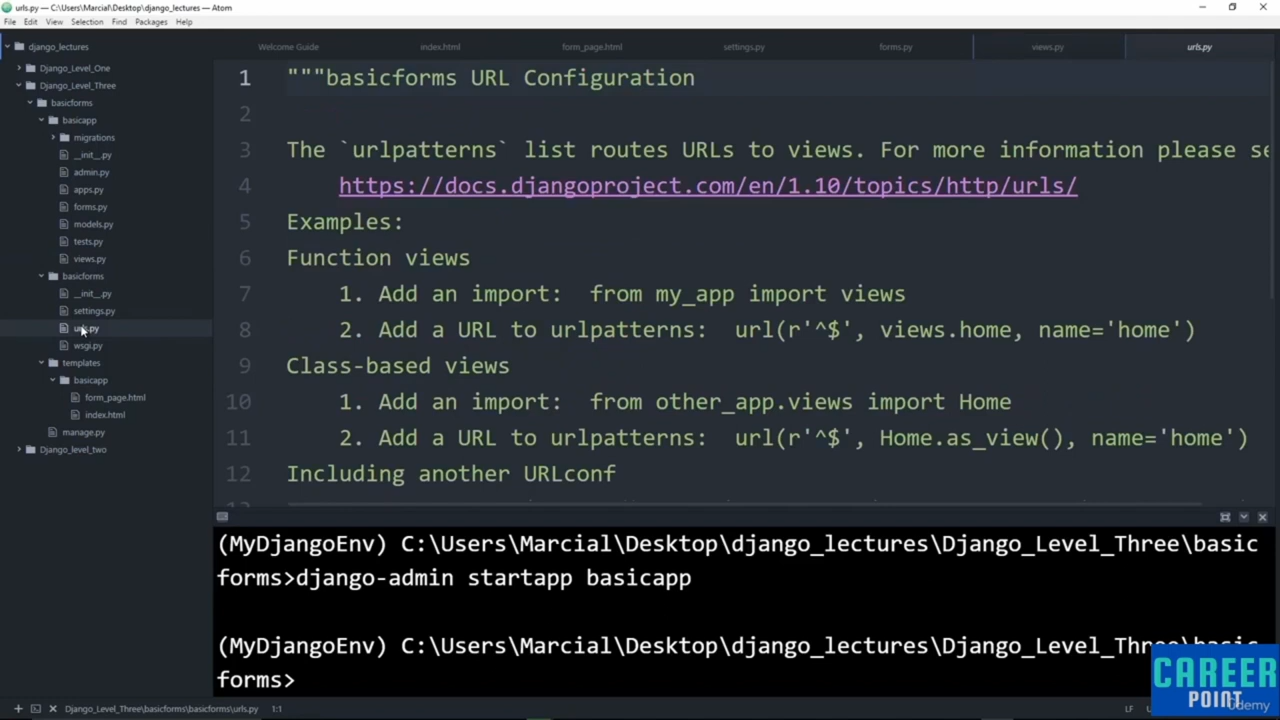 urls.py — C:\Users\Marcial\Desktop\django_lectures — Atom
File Edit View Selection Find Packages Help
django_lectures
Django_Level_One
Django_Level_Three
basicforms
basicapp
migrations
__init__.py
admin.py
apps.py
forms.py
models.py
tests.py
views.py
basicforms
__init__.py
settings.py
urls.py
wsgi.py
templates
basicapp
form_page.html
index.html
manage.py
Django_level_two
Welcome Guide index.html form_page.html settings.py forms.py views.py urls.py
1 """basicforms URL Configuration
2
3 The `urlpatterns` list routes URLs to views. For more information please se
4 https://docs.djangoproject.com/en/1.10/topics/http/urls/
5 Examples:
6 Function views
7 1. Add an import:  from my_app import views
8 2. Add a URL to urlpatterns:  url(r'^$', views.home, name='home')
9 Class-based views
10 1. Add an import:  from other_app.views import Home
11 2. Add a URL to urlpatterns:  url(r'^$', Home.as_view(), name='home')
12 Including another URLconf
(MyDjangoEnv) C:\Users\Marcial\Desktop\django_lectures\Django_Level_Three\basic
forms>django-admin startapp basicapp
(MyDjangoEnv) C:\Users\Marcial\Desktop\django_lectures\Django_Level_Three\basic
forms>
Django_Level_Three\basicforms\basicforms\urls.py 1:1
LF
CAREER
POINT
Udemy